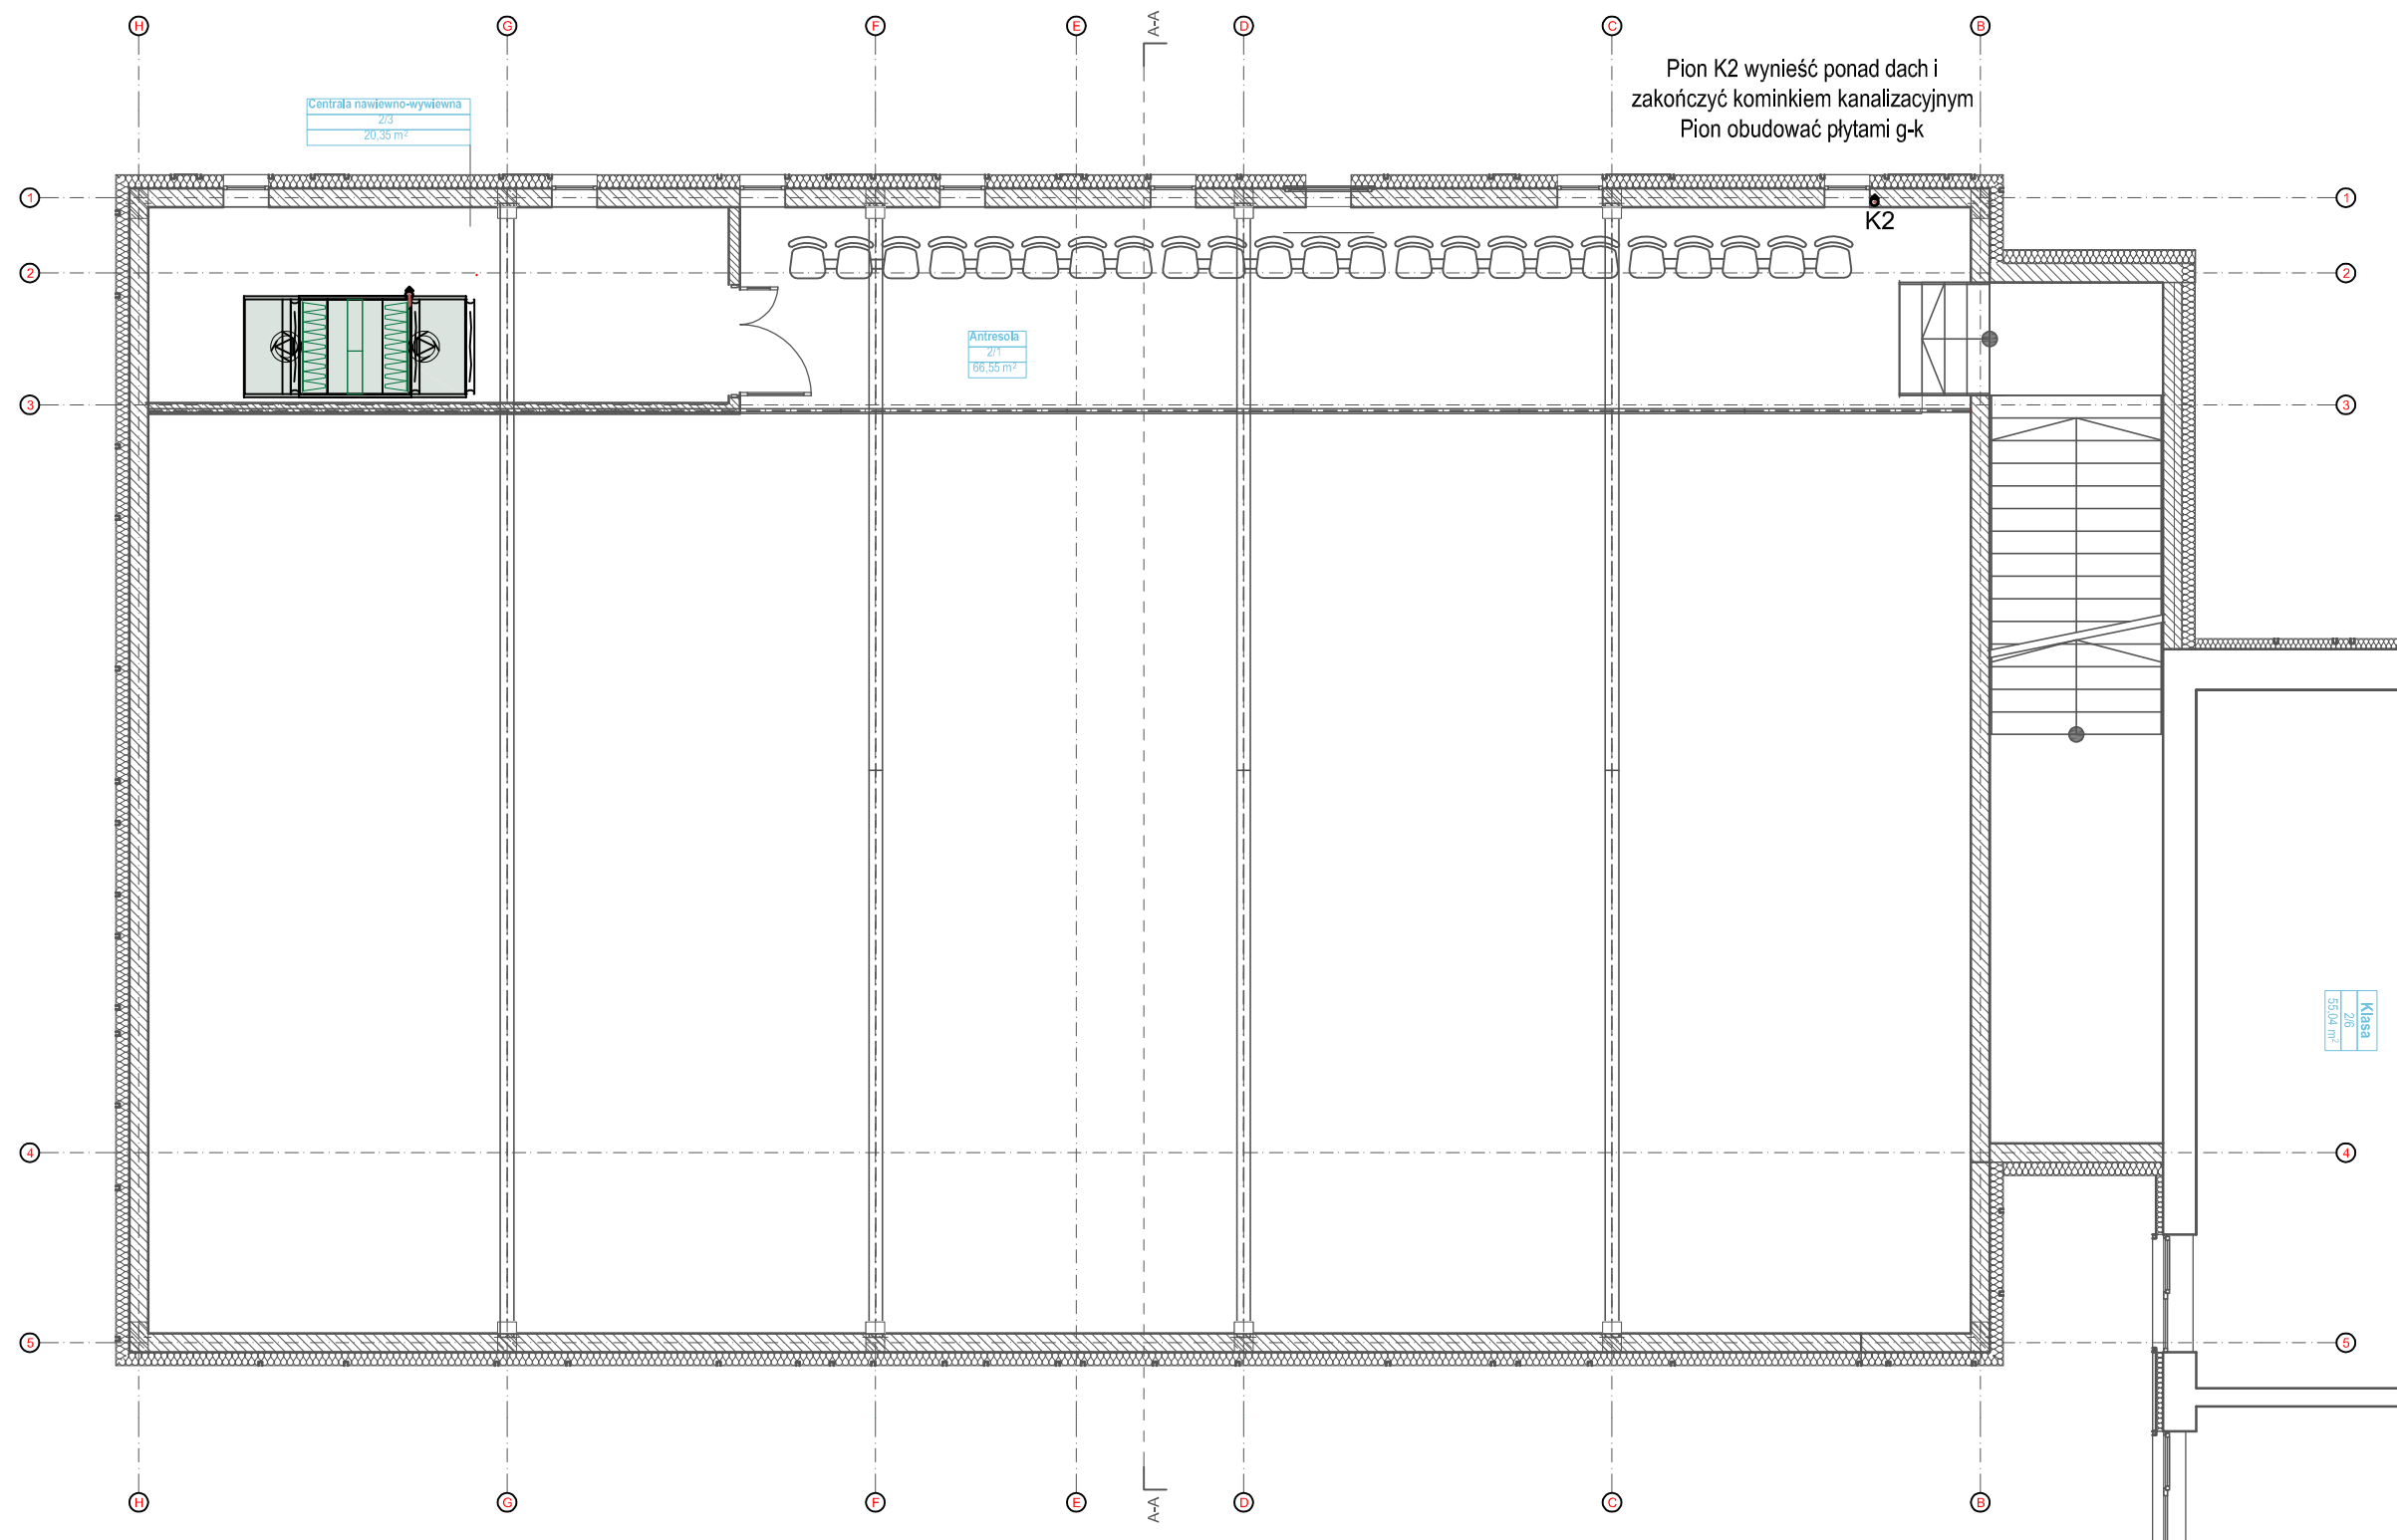 H G F E D C B
A-A
Pion K2 wynieść ponad dach i
zakończyć kominkiem kanalizacyjnym
Pion obudować płytami g-k
Centrala nawiewno-wywiewna
2/3
20,35 m²
1 1
K2
2 2
Antresola
2/1
66,55 m²
3 3
Klasa
2/6
55,04 m²
4 4
5 5
H G F E D C B
A-A